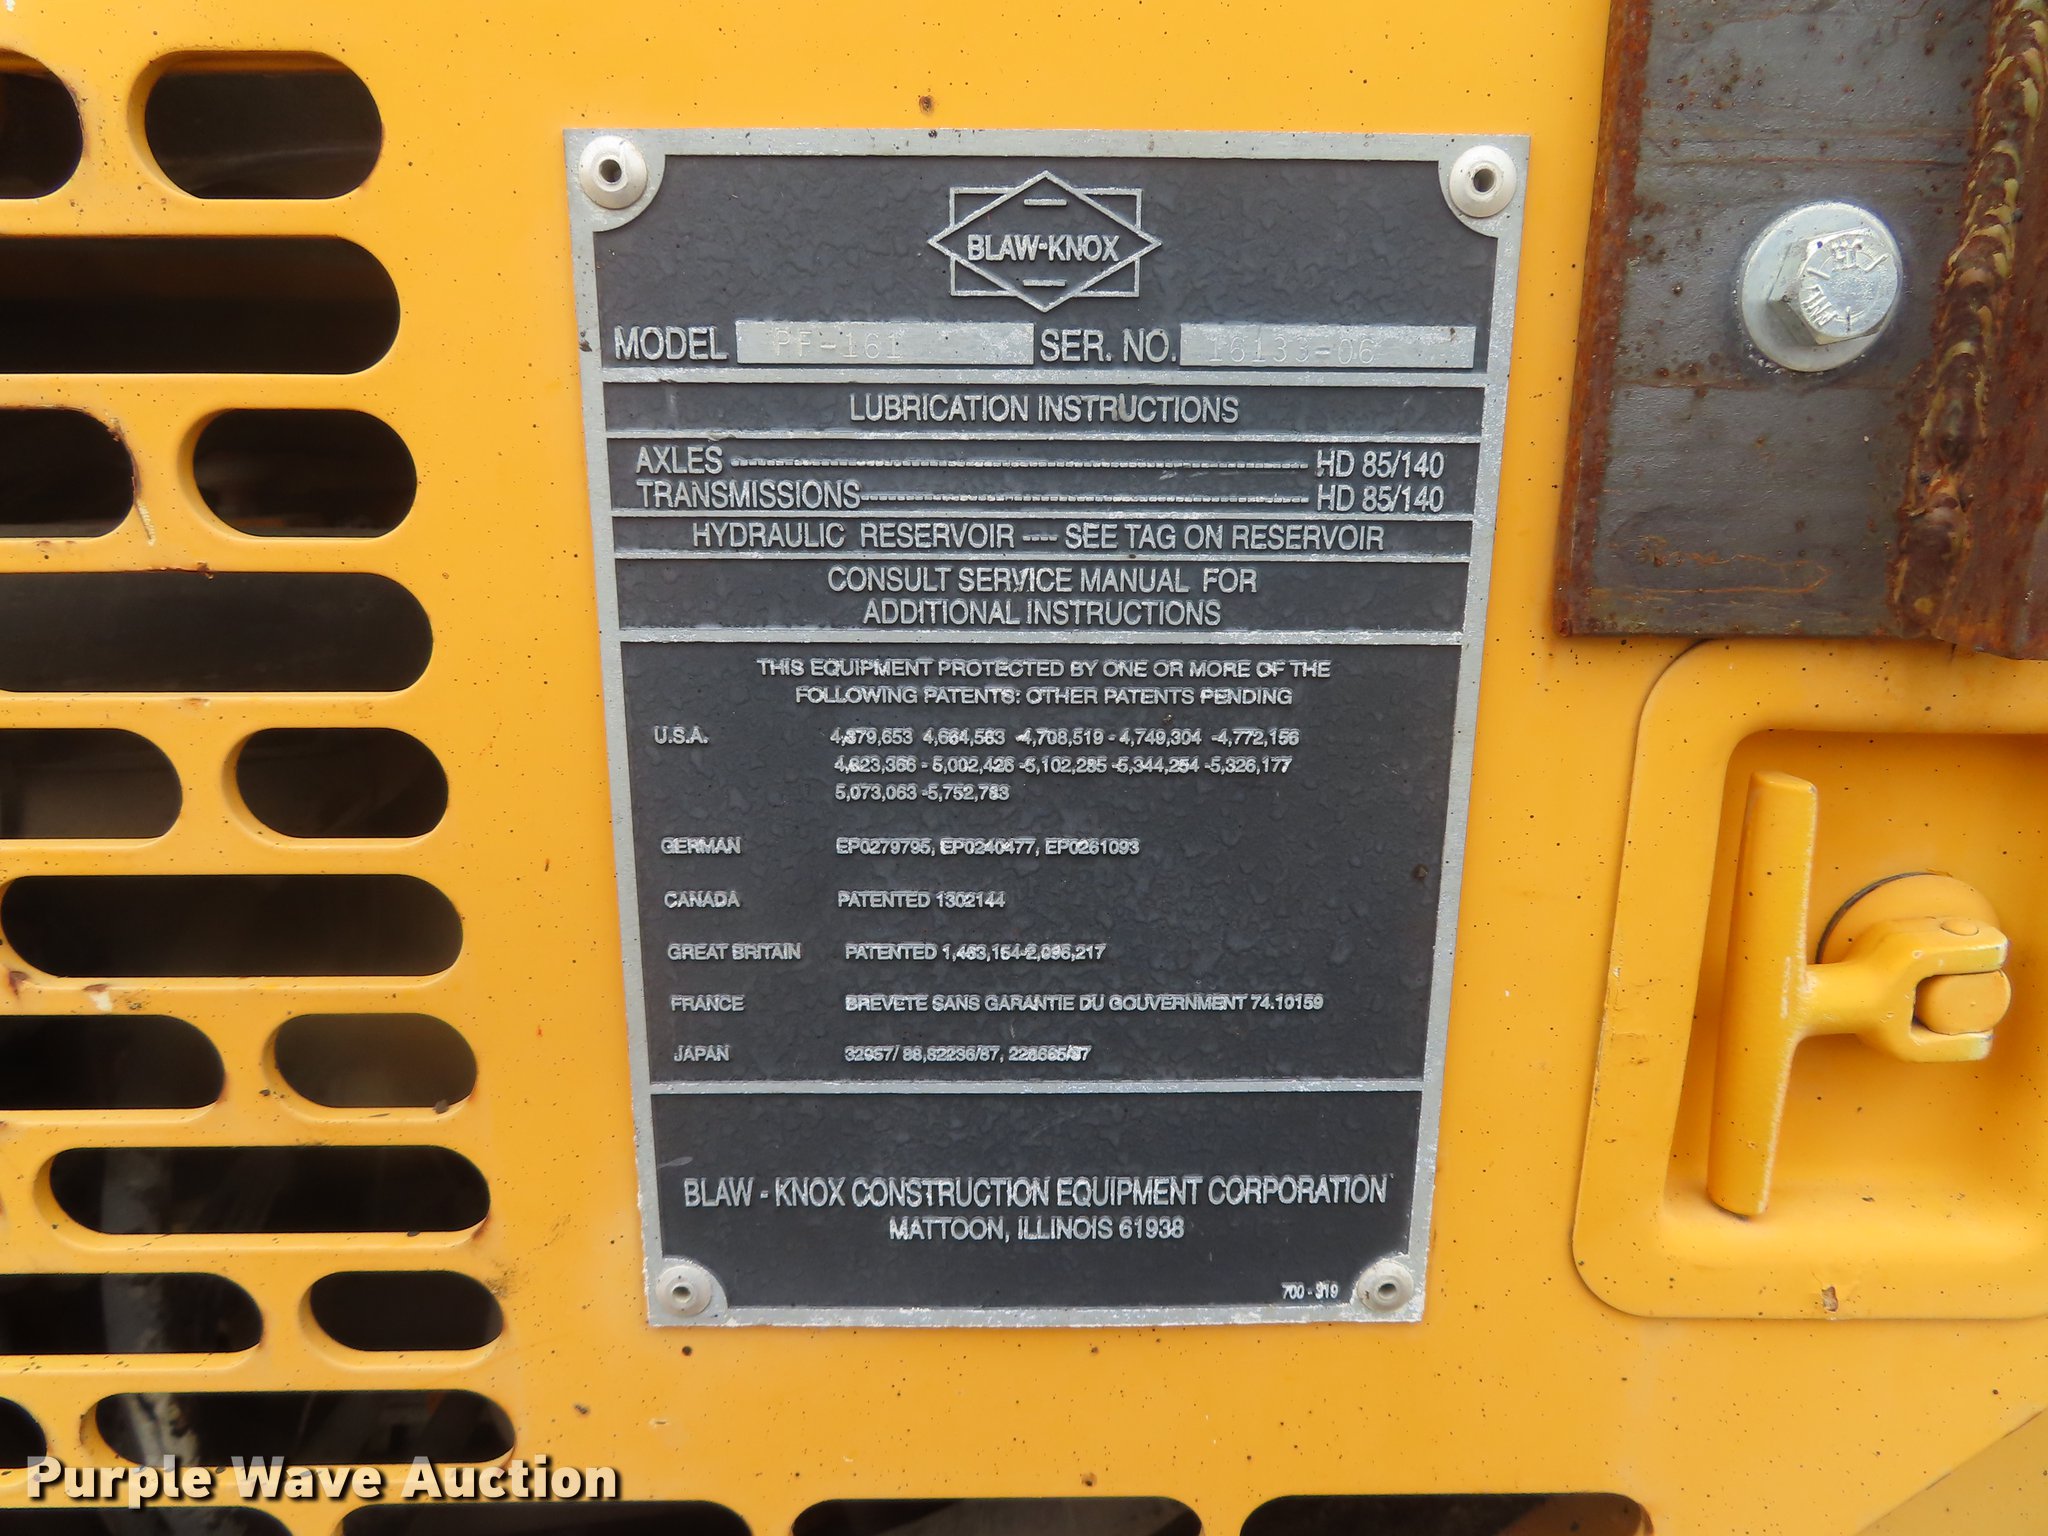 BLAW-KNOX
MODEL PF-161 SER. NO. 16133-06
LUBRICATION INSTRUCTIONS
AXLES ---------- HD 85/140
TRANSMISSIONS---------- HD 85/140
HYDRAULIC RESERVOIR ---- SEE TAG ON RESERVOIR
CONSULT SERVICE MANUAL FOR
ADDITIONAL INSTRUCTIONS
THIS EQUIPMENT PROTECTED BY ONE OR MORE OF THE
FOLLOWING PATENTS: OTHER PATENTS PENDING
U.S.A. 4,379,653 4,664,583 -4,708,519 - 4,749,304 -4,772,156
4,823,366 - 5,002,426 -5,102,285 -5,344,254 -5,326,177
5,073,063 -5,752,783
GERMAN EP0279795, EP0240477, EP0261093
CANADA PATENTED 1302144
GREAT BRITAIN PATENTED 1,463,154-2,096,217
FRANCE BREVETE SANS GARANTIE DU GOUVERNMENT 74.10159
JAPAN
BLAW - KNOX CONSTRUCTION EQUIPMENT CORPORATION
MATTOON, ILLINOIS 61938
700 - 319
Purple Wave Auction